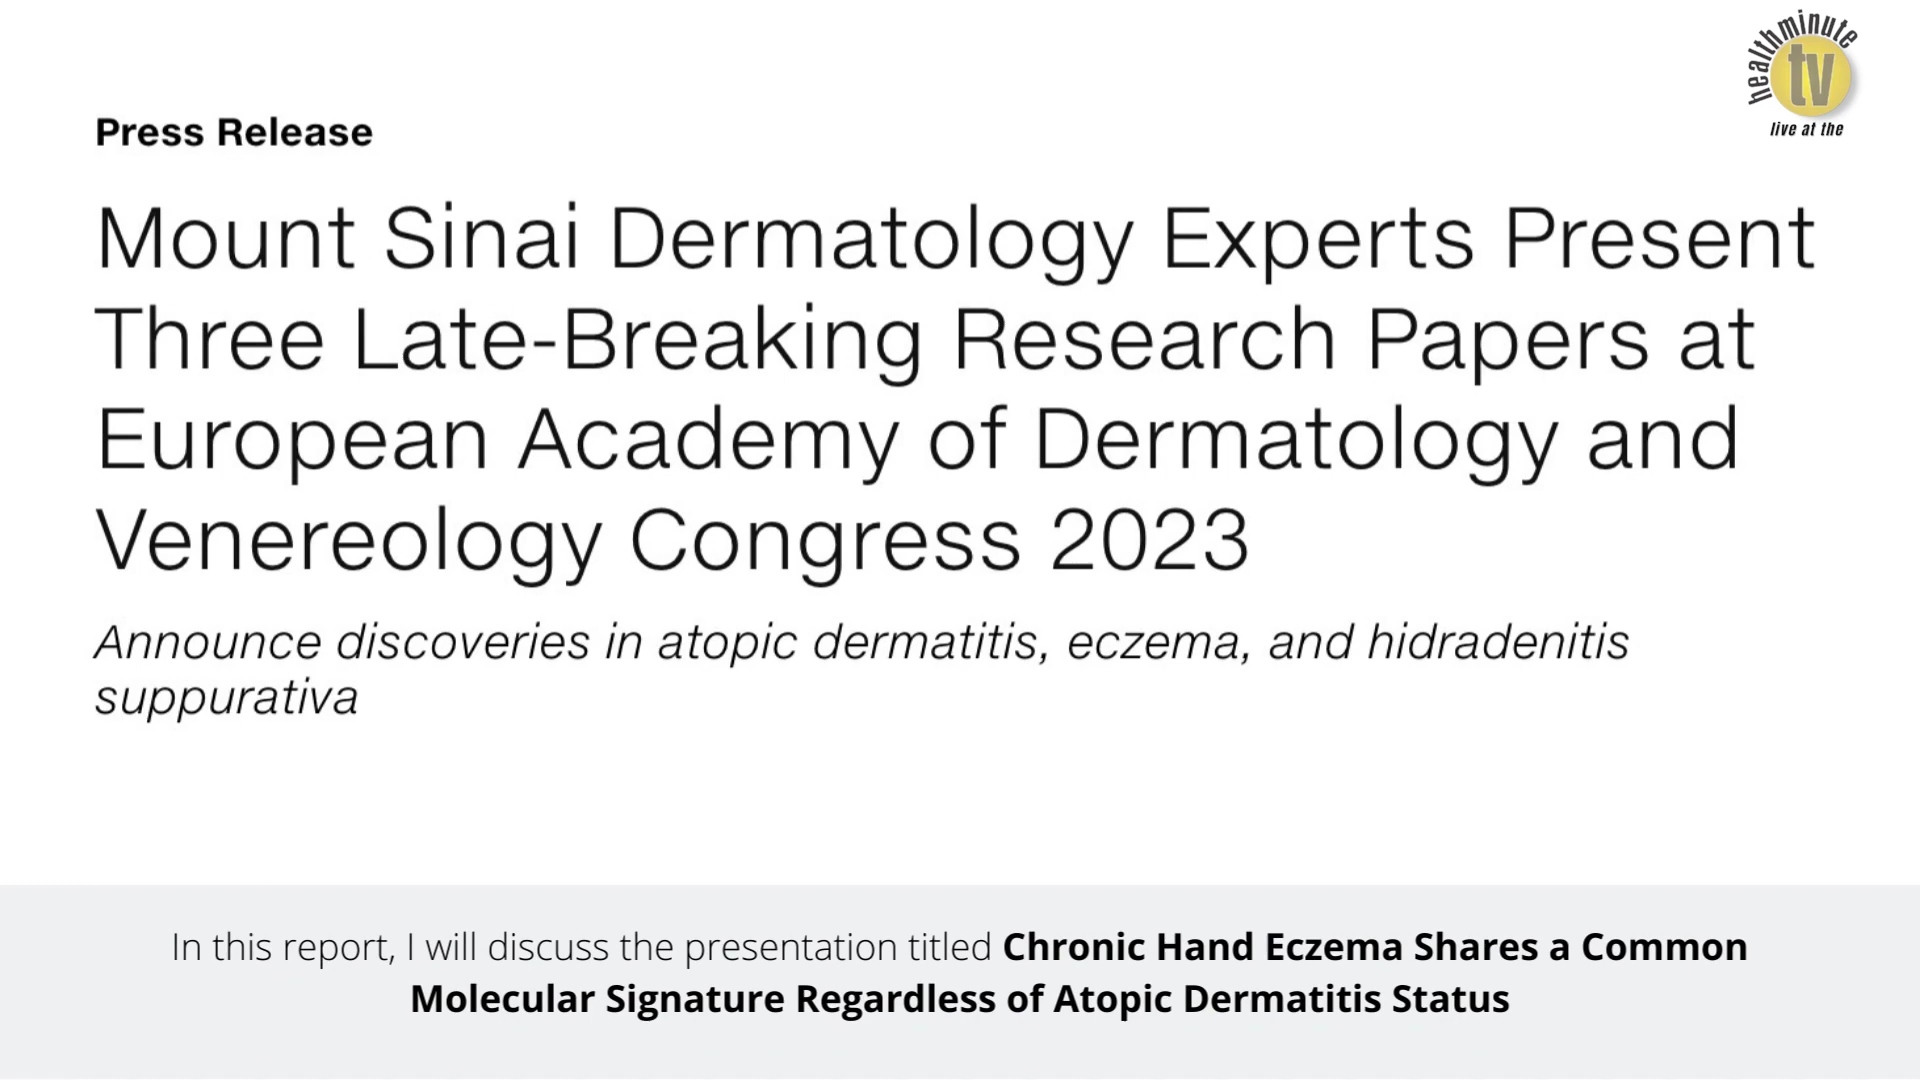 healthminute
tv
live at the
Press Release
Mount Sinai Dermatology Experts Present
Three Late-Breaking Research Papers at
European Academy of Dermatology and
Venereology Congress 2023
Announce discoveries in atopic dermatitis, eczema, and hidradenitis
suppurativa
In this report, I will discuss the presentation titled Chronic Hand Eczema Shares a Common
Molecular Signature Regardless of Atopic Dermatitis Status